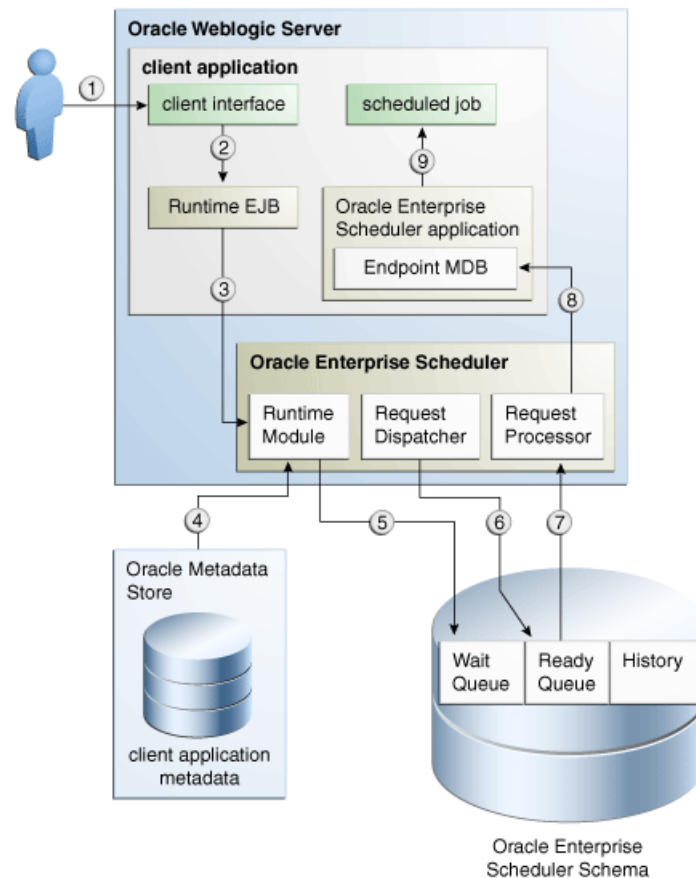 Oracle Weblogic Server
client application
1
client interface
scheduled job
2
9
Runtime EJB
Oracle Enterprise
Scheduler application
Endpoint MDB
3
8
Oracle Enterprise Scheduler
Runtime
Module
Request
Dispatcher
Request
Processor
4
5
6
7
Oracle Metadata
Store
client application
metadata
Wait
Queue
Ready
Queue
History
Oracle Enterprise
Scheduler Schema